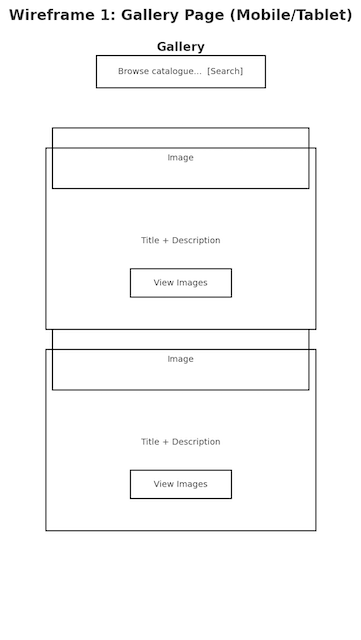 Wireframe 1: Gallery Page (Mobile/Tablet)
Gallery
Browse catalogue... [Search]
Image
Title + Description
View Images
Image
Title + Description
View Images